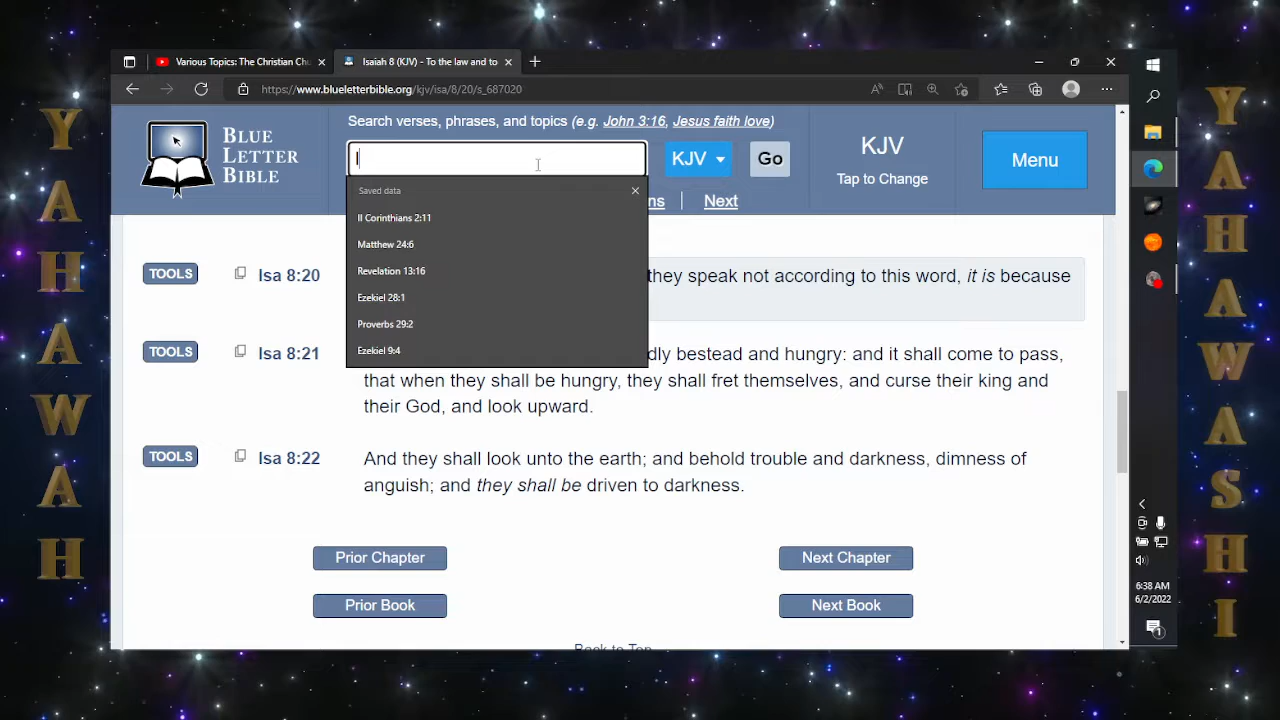 Various Topics: The Christian Chu
Isaiah 8 (KJV) - To the law and to
https://www.blueletterbible.org/kjv/isa/8/20/s_687020
BLUE
LETTER
BIBLE
Search verses, phrases, and topics (e.g. John 3:16, Jesus faith love)
I
KJV
Go
KJV
Tap to Change
Menu
ns | Next
Saved data
II Corinthians 2:11
Matthew 24:6
Revelation 13:16
Ezekiel 28:1
Proverbs 29:2
Ezekiel 9:4
TOOLS
Isa 8:20
they speak not according to this word, it is because
TOOLS
Isa 8:21
dly bestead and hungry: and it shall come to pass,
that when they shall be hungry, they shall fret themselves, and curse their king and
their God, and look upward.
TOOLS
Isa 8:22
And they shall look unto the earth; and behold trouble and darkness, dimness of
anguish; and they shall be driven to darkness.
Prior Chapter
Next Chapter
Prior Book
Next Book
Back to Top
6:38 AM
6/2/2022
1
YAHAWAH
YAHAWASHI